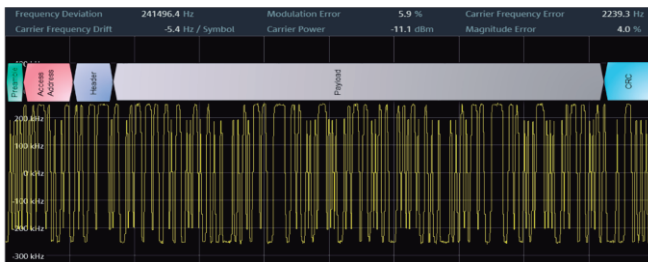 Frequency Deviation 241496.4 Hz Modulation Error 5.9 % Carrier Frequency Error 2239.3 Hz
Carrier Frequency Drift -5.4 Hz / Symbol Carrier Power -11.1 dBm Magnitude Error 4.0 %
Preamble
Access
Address
Header
Payload
CRC
200 kHz
100 kHz
0 kHz
-100 kHz
-200 kHz
-300 kHz